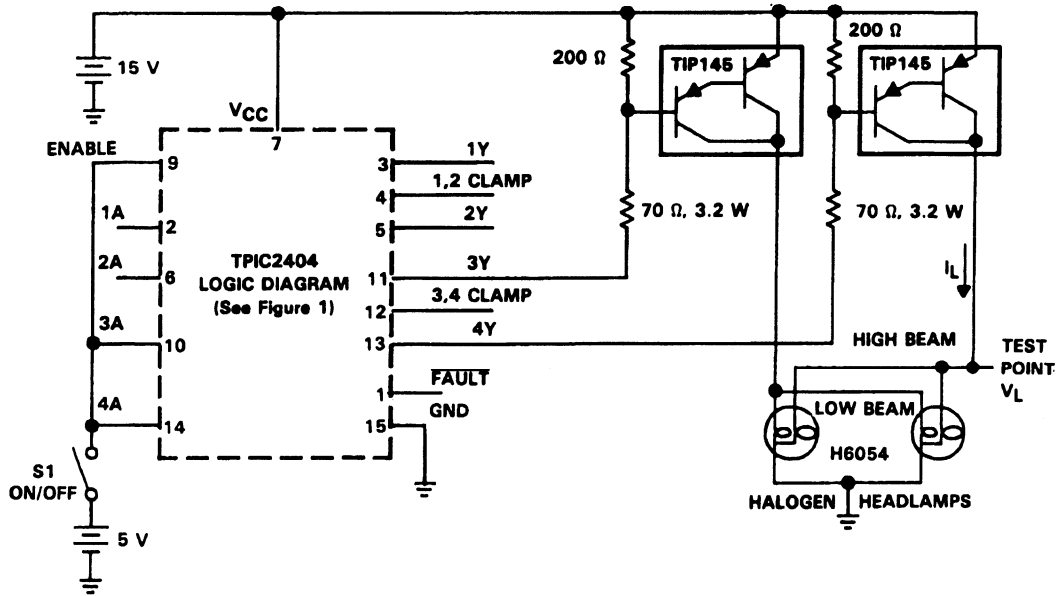 200 Ω
200 Ω
TIP145
TIP145
15 V
VCC
7
ENABLE
9
3
1Y
4
1,2 CLAMP
1A
2
5
2Y
70 Ω, 3.2 W
70 Ω, 3.2 W
TPIC2404
LOGIC DIAGRAM
(See Figure 1)
2A
6
11
3Y
IL
12
3,4 CLAMP
3A
10
13
4Y
HIGH BEAM
TEST
POINT-
VL
1
FAULT
GND
4A
14
15
LOW BEAM
H6054
S1
ON/OFF
HALOGEN
HEADLAMPS
5 V